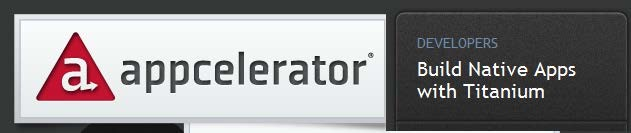 a appcelerator®
DEVELOPERS
Build Native Apps
with Titanium